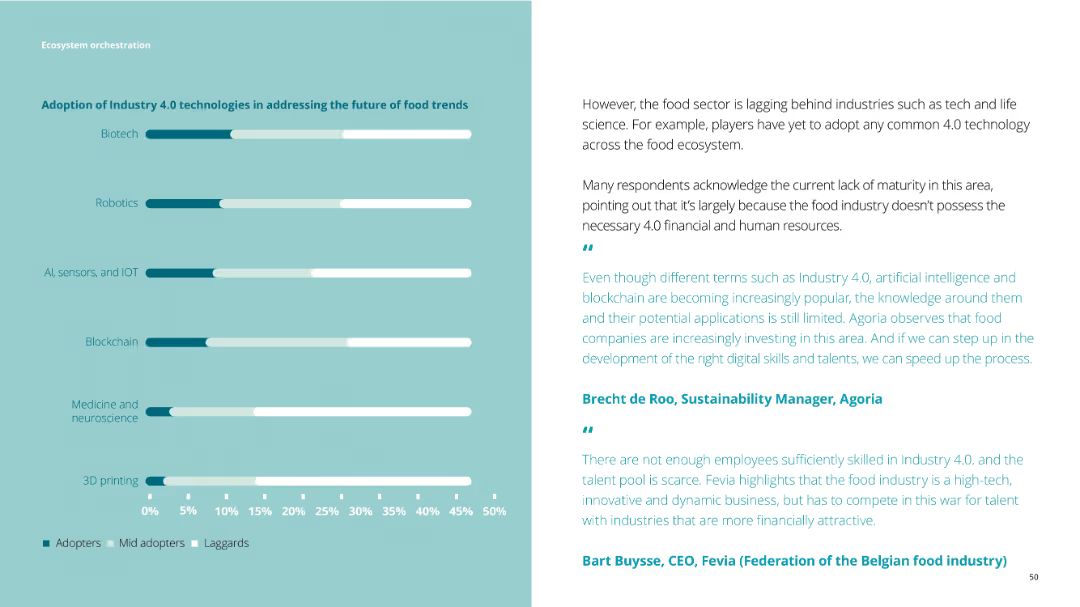 Ecosystem orchestration
Adoption of Industry 4.0 technologies in addressing the future of food trends
Biotech
Robotics
AI, sensors, and IOT
Blockchain
Medicine and
neuroscience
3D printing
0% 5% 10% 15% 20% 25% 30% 35% 40% 45% 50%
Adopters Mid adopters Laggards
However, the food sector is lagging behind industries such as tech and life
science. For example, players have yet to adopt any common 4.0 technology
across the food ecosystem.
Many respondents acknowledge the current lack of maturity in this area,
pointing out that it’s largely because the food industry doesn’t possess the
necessary 4.0 financial and human resources.
“
Even though different terms such as Industry 4.0, artificial intelligence and
blockchain are becoming increasingly popular, the knowledge around them
and their potential applications is still limited. Agoria observes that food
companies are increasingly investing in this area. And if we can step up in the
development of the right digital skills and talents, we can speed up the process.
Brecht de Roo, Sustainability Manager, Agoria
“
There are not enough employees sufficiently skilled in Industry 4.0. and the
talent pool is scarce. Fevia highlights that the food industry is a high-tech,
innovative and dynamic business, but has to compete in this war for talent
with industries that are more financially attractive.
Bart Buysse, CEO, Fevia (Federation of the Belgian food industry)
50